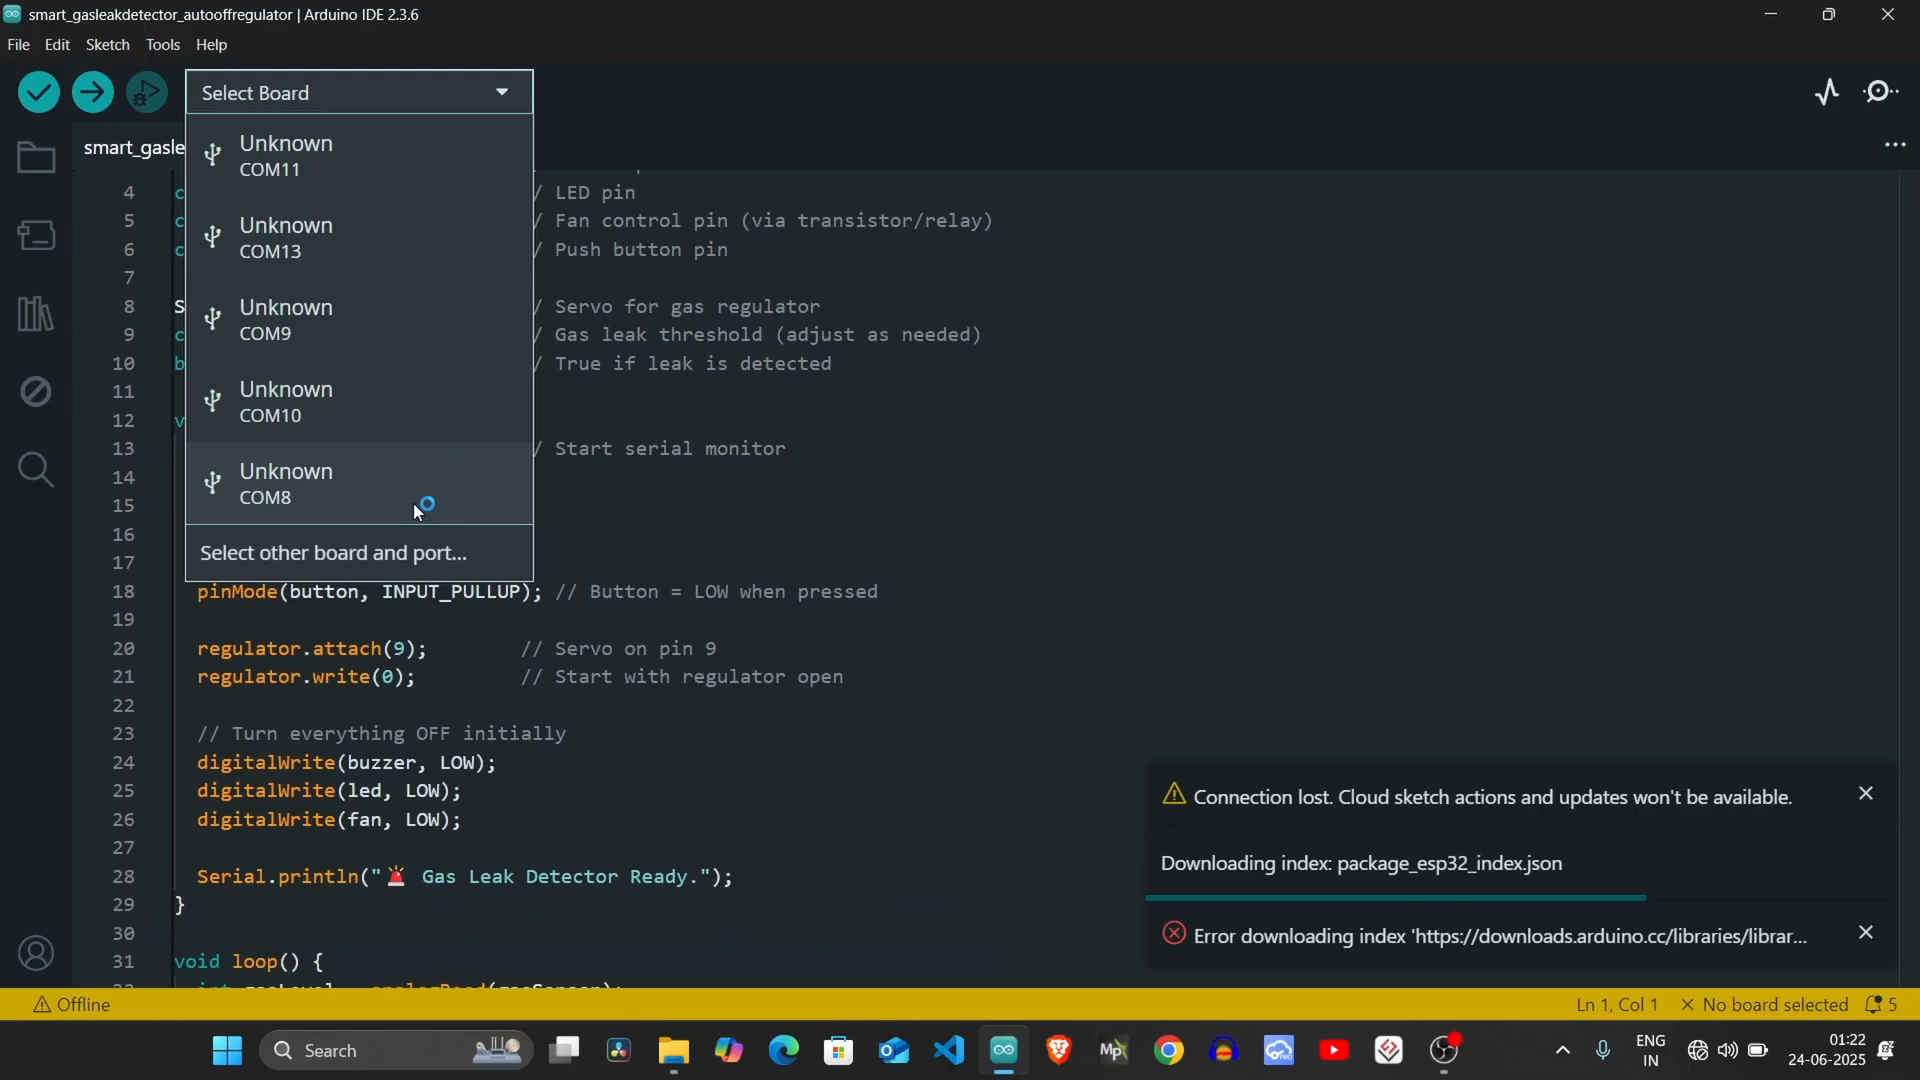 smart_gasleakdetector_autooffregulator | Arduino IDE 2.3.6
File Edit Sketch Tools Help
Select Board
Unknown
COM11
Unknown
COM13
Unknown
COM9
Unknown
COM10
Unknown
COM8
Select other board and port...
smart_gasle
4 c / LED pin
5 c / Fan control pin (via transistor/relay)
6 c / Push button pin
7
8 S / Servo for gas regulator
9 c / Gas leak threshold (adjust as needed)
10 b / True if leak is detected
11
12 v
13 / Start serial monitor
14
15
16
17
18 pinMode(button, INPUT_PULLUP); // Button = LOW when pressed
19
20 regulator.attach(9); // Servo on pin 9
21 regulator.write(0); // Start with regulator open
22
23 // Turn everything OFF initially
24 digitalWrite(buzzer, LOW);
25 digitalWrite(led, LOW);
26 digitalWrite(fan, LOW);
27
28 Serial.println("🚨 Gas Leak Detector Ready.");
29 }
30
31 void loop() {
Connection lost. Cloud sketch actions and updates won't be available.
Downloading index: package_esp32_index.json
Error downloading index 'https://downloads.arduino.cc/libraries/librar...
Offline
Ln 1, Col 1 No board selected 5
Search
Mp
ENG
IN
01:22
24-06-2025